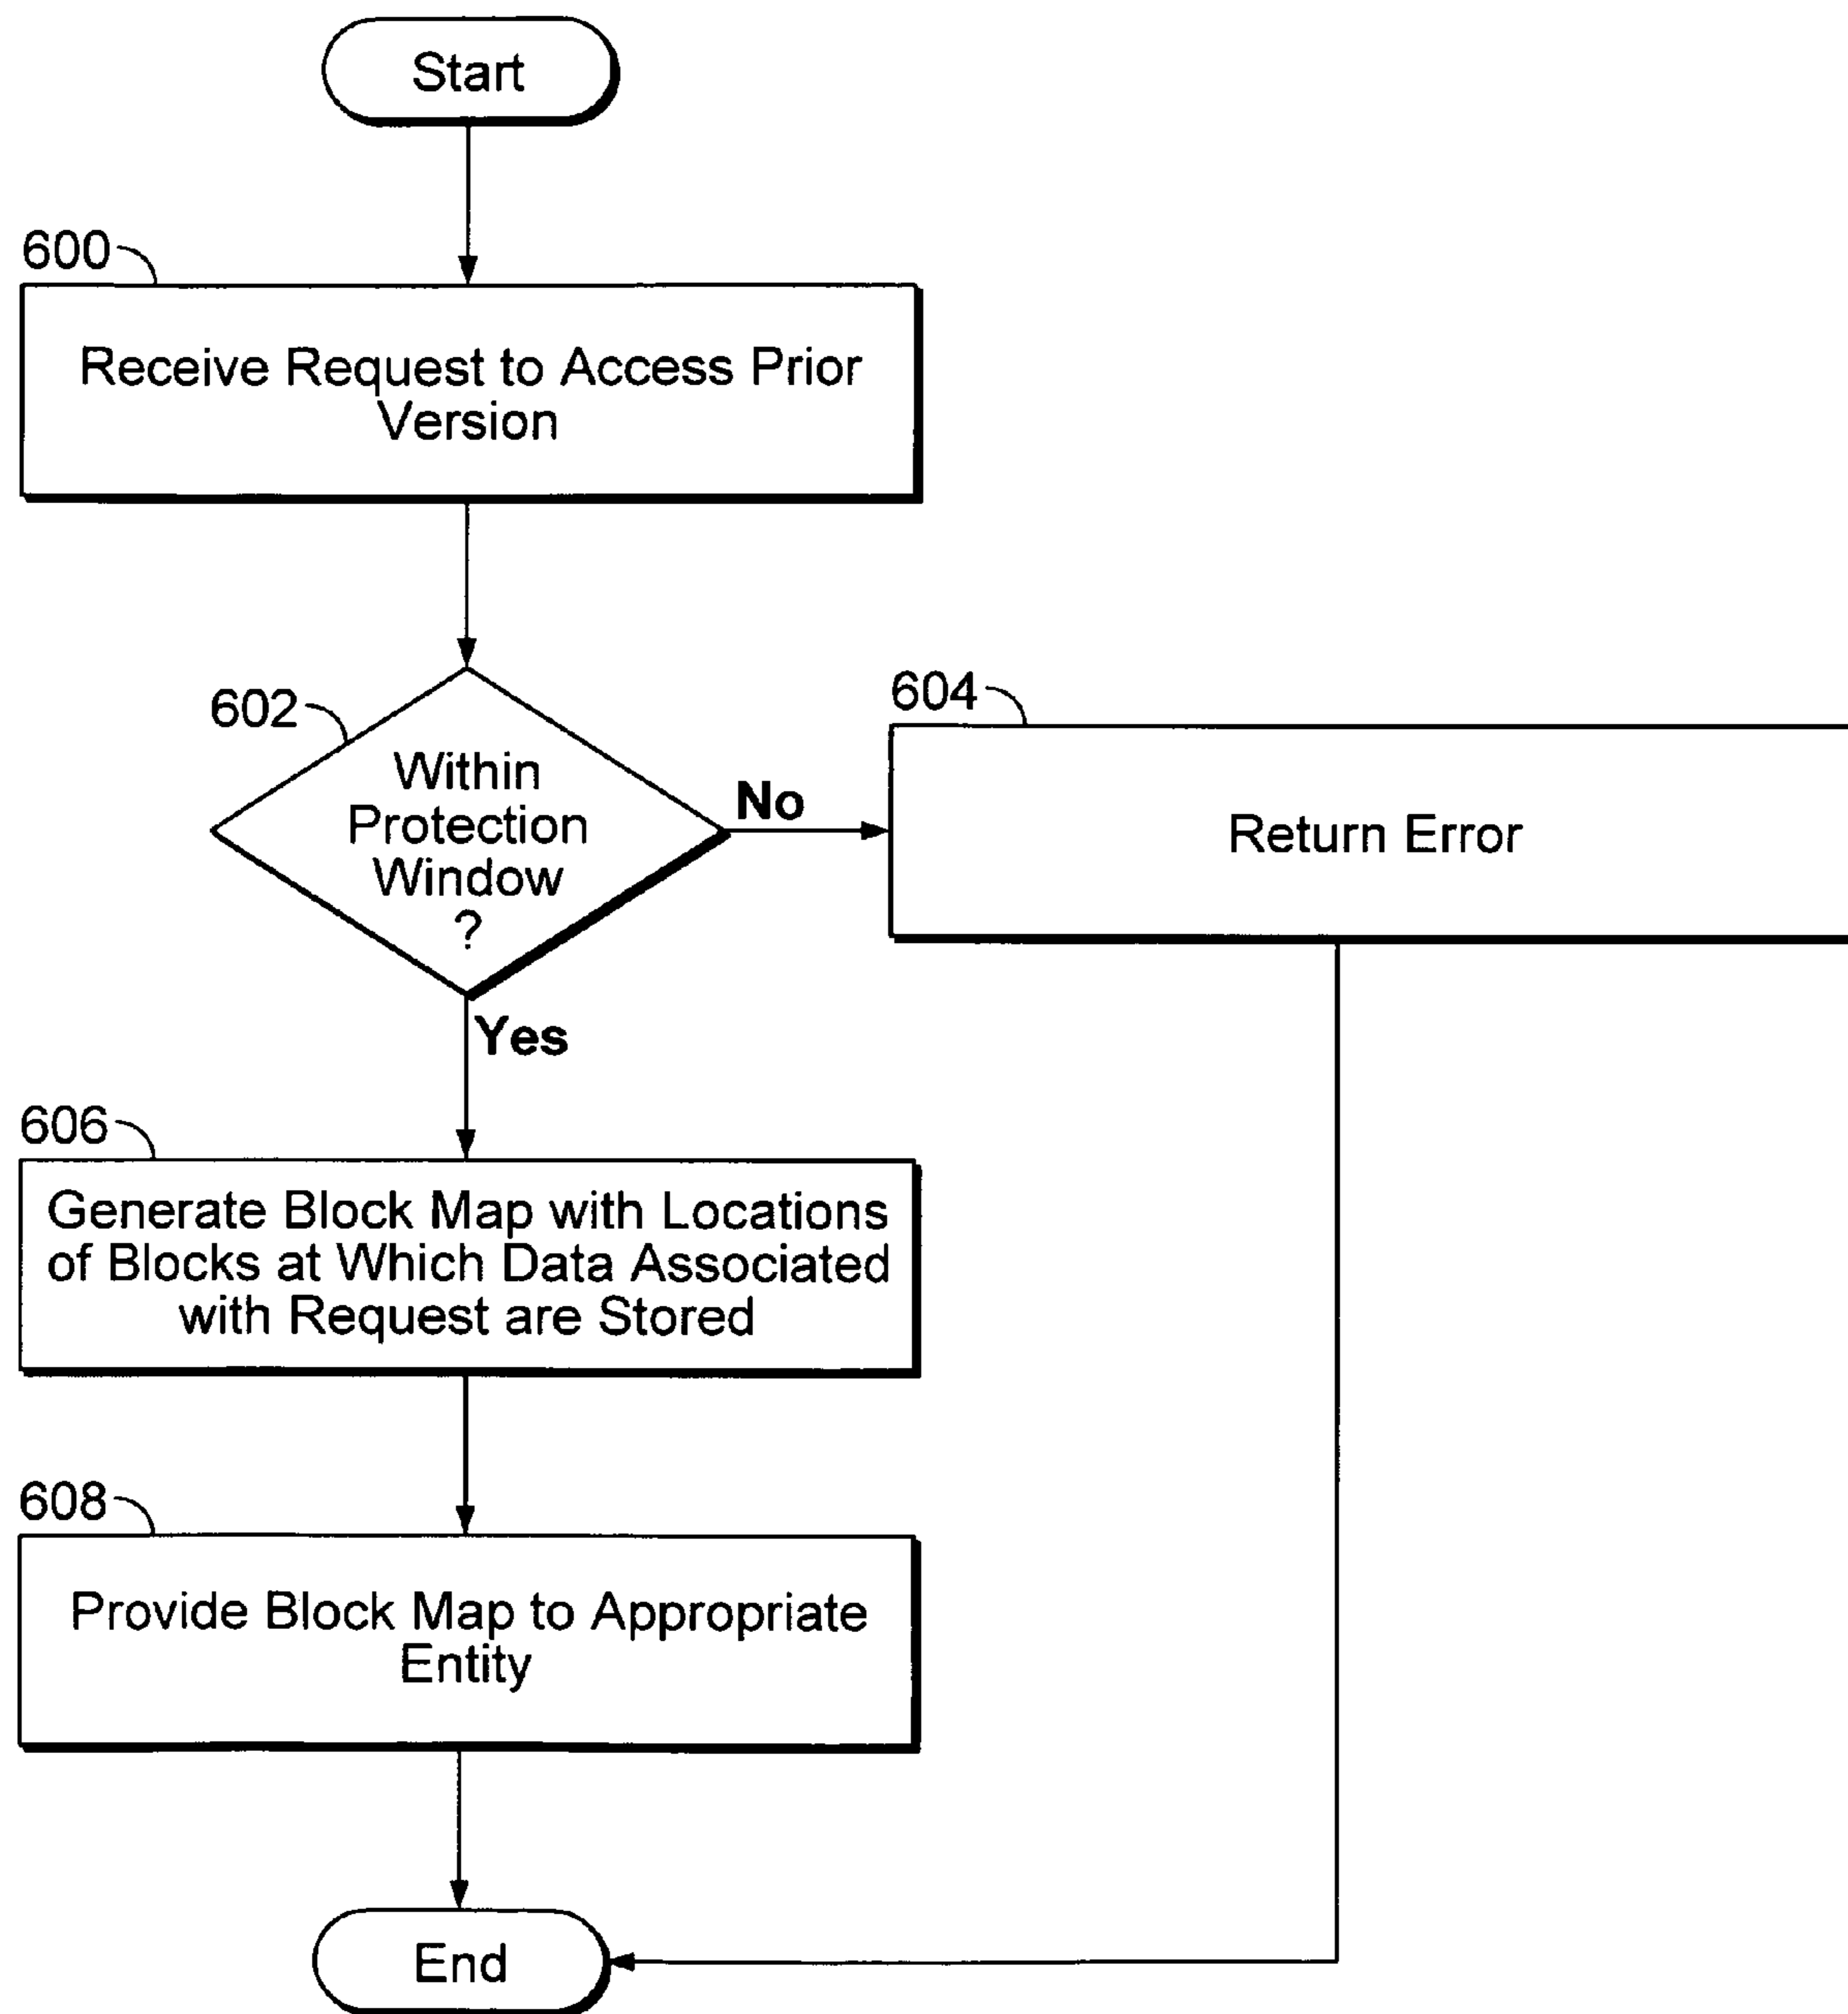 Start
600
Receive Request to Access Prior
Version
602
Within
Protection
Window
?
No
604
Return Error
Yes
606
Generate Block Map with Locations
of Blocks at Which Data Associated
with Request are Stored
608
Provide Block Map to Appropriate
Entity
End